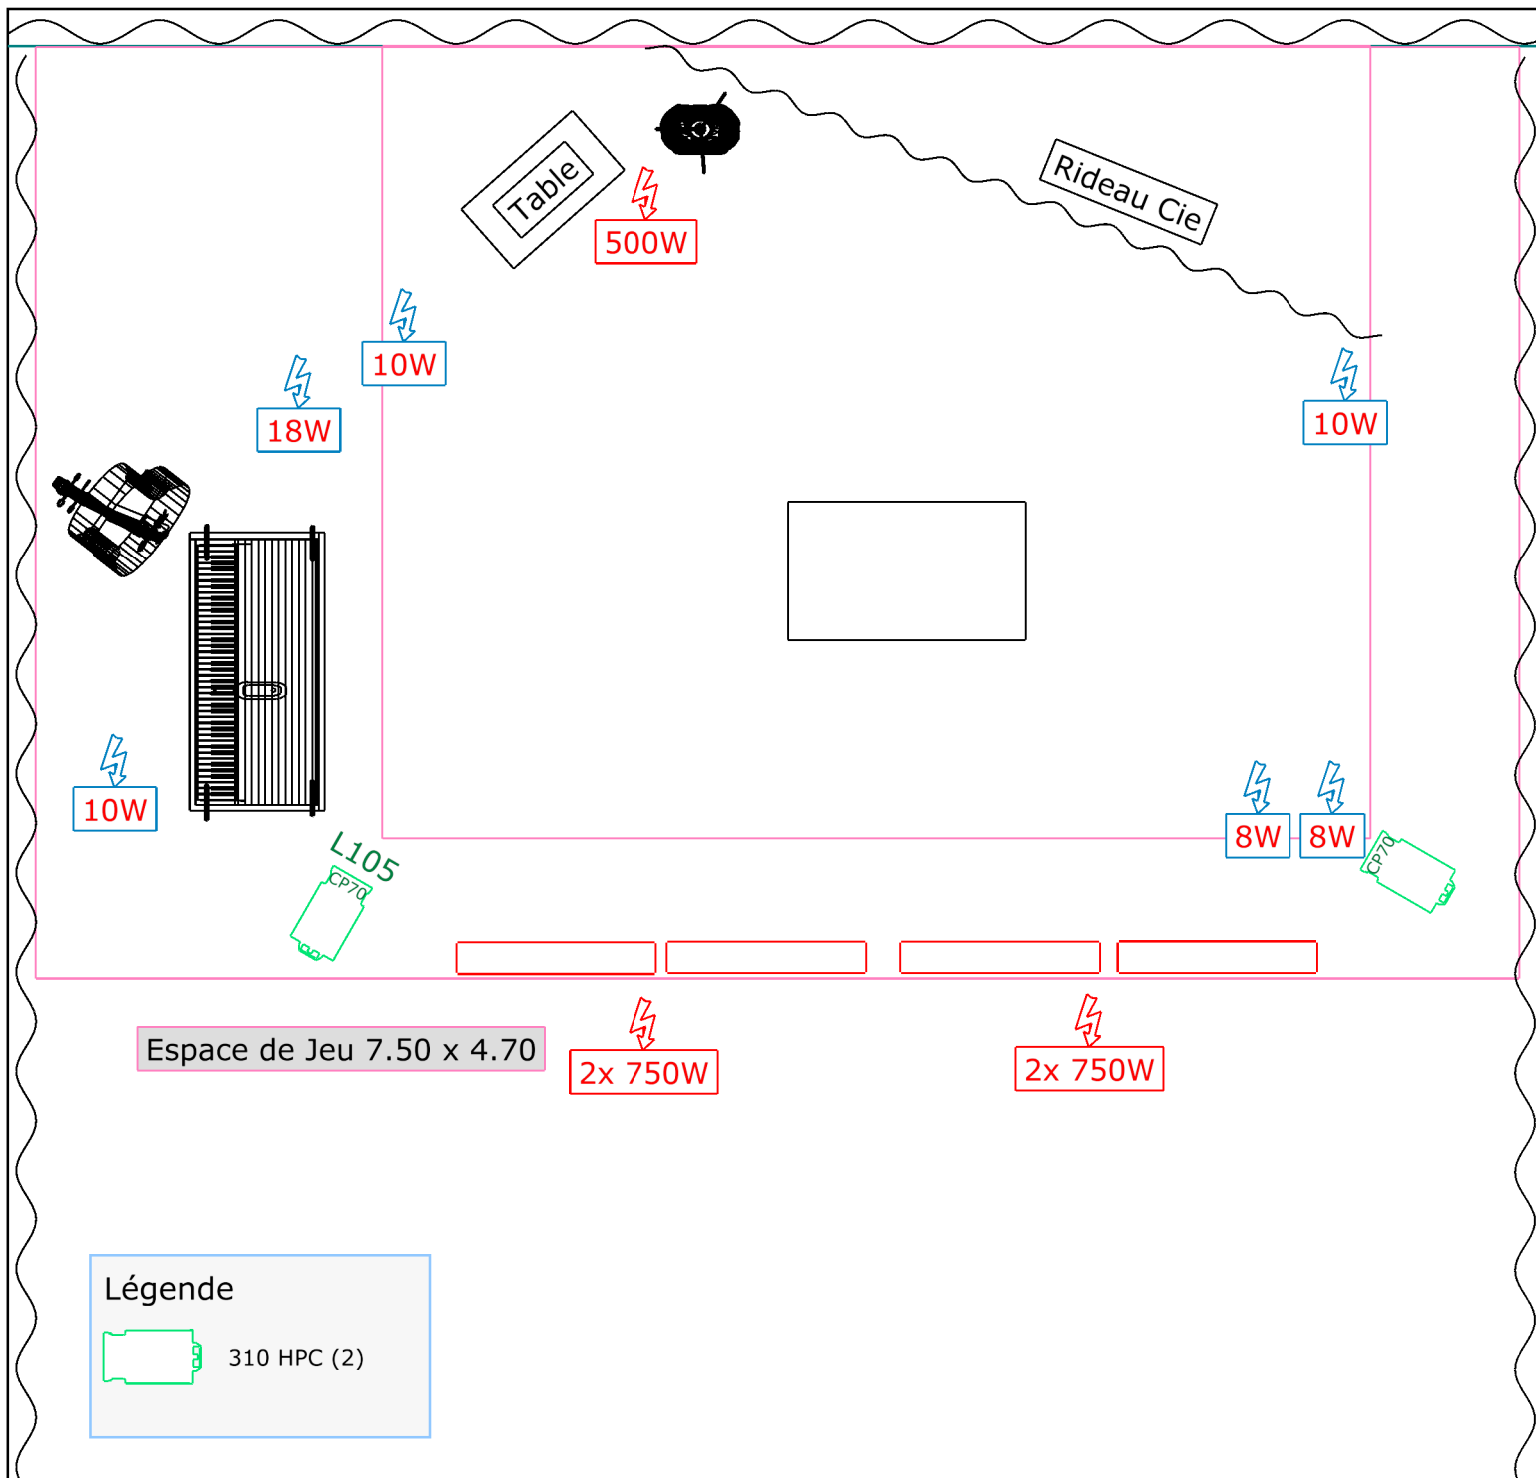 Table
Rideau Cie
500W
10W
18W
10W
10W
8W
8W
L105
CP70
CP70
Espace de Jeu 7.50 x 4.70
2x 750W
2x 750W
Légende
310 HPC (2)